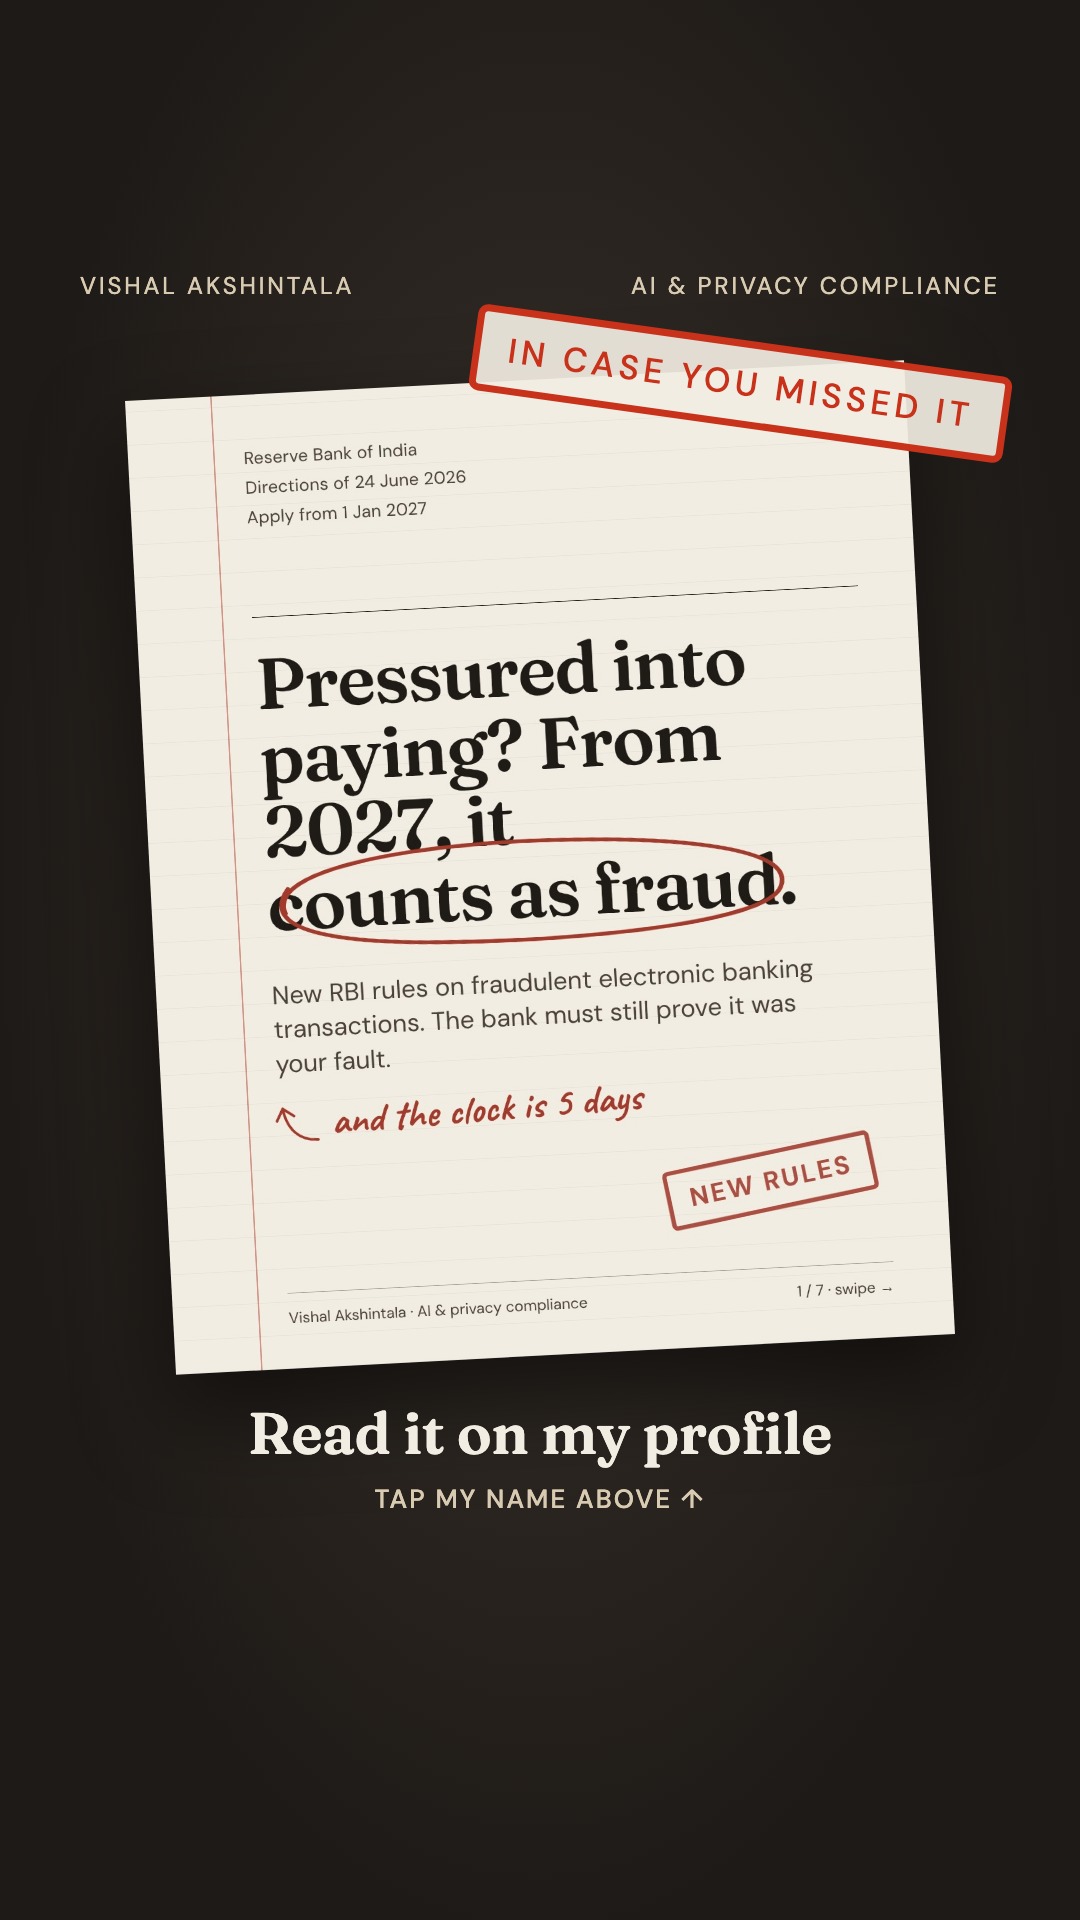 VISHAL AKSHINTALA
AI & PRIVACY COMPLIANCE
IN CASE YOU MISSED IT
Reserve Bank of India
Directions of 24 June 2026
Apply from 1 Jan 2027
Pressured into
paying? From
2027, it
counts as fraud.
New RBI rules on fraudulent electronic banking
transactions. The bank must still prove it was
your fault.
and the clock is 5 days
NEW RULES
Vishal Akshintala · AI & privacy compliance
1 / 7 · swipe →
Read it on my profile
TAP MY NAME ABOVE ↑